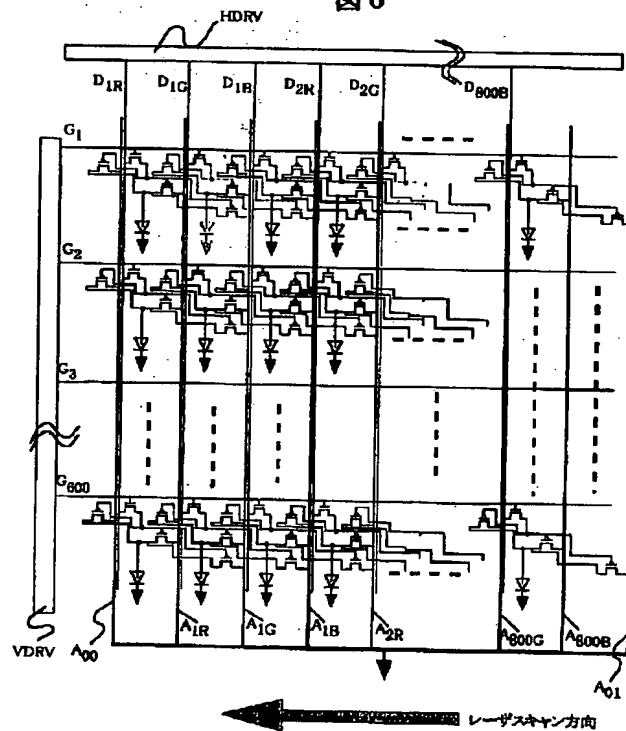 図6
HDRV
D1R D1G D1B D2R D2G D800B
G1
G2
G3
G600
VDRV A00 A1R A1G A1B A2R A800G A800B A01
レーザスキャン方向